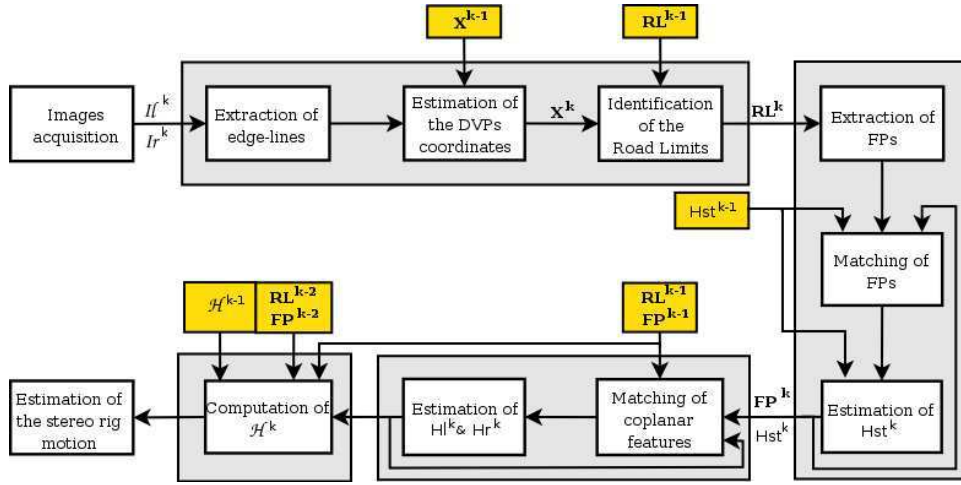 X^k-1
RL^k-1
Images
acquisition
Il^k
Ir^k
Extraction of
edge-lines
Estimation of
the DVPs
coordinates
X^k
Identification
of the
Road Limits
RL^k
Extraction of
FPs
Hst^k-1
Matching of
FPs
ℋ^k-1
RL^k-2
FP^k-2
RL^k-1
FP^k-1
Estimation of
the stereo rig
motion
Computation of
ℋ^k
Estimation of
Hl^k & Hr^k
Matching of
coplanar
features
FP^k
Hst^k
Estimation of
Hst^k